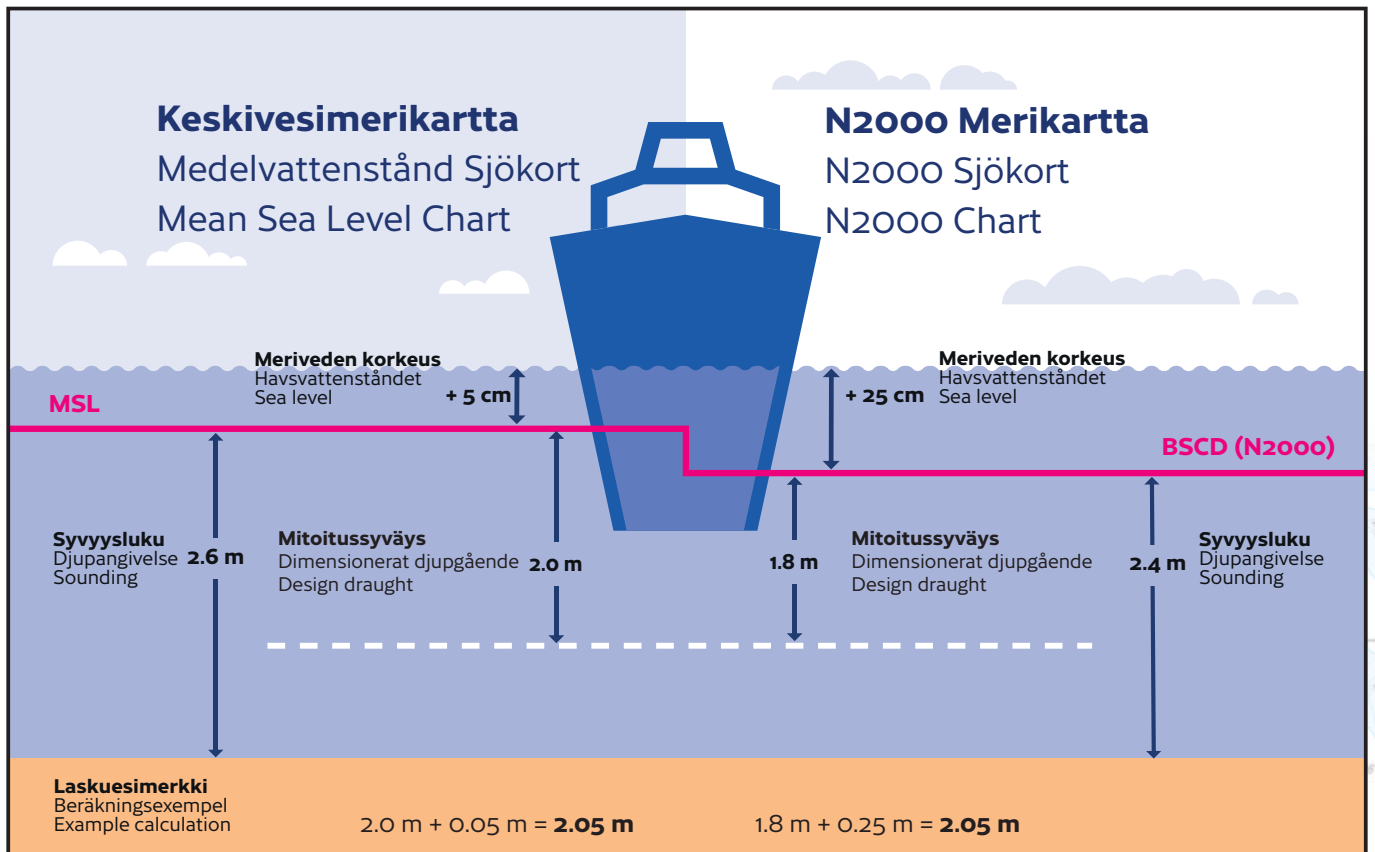 Keskivesimerikartta
Medelvattenstånd Sjökort
Mean Sea Level Chart
N2000 Merikartta
N2000 Sjökort
N2000 Chart
Meriveden korkeus
Havsvattenståndet
Sea level
+ 5 cm
+ 25 cm
Meriveden korkeus
Havsvattenståndet
Sea level
MSL
BSCD (N2000)
Syvyysluku
Djupangivelse
Sounding
2.6 m
Mitoitussyväys
Dimensionerat djupgående
Design draught
2.0 m
1.8 m
Mitoitussyväys
Dimensionerat djupgående
Design draught
2.4 m
Syvyysluku
Djupangivelse
Sounding
Laskuesimerkki
Beräkningsexempel
Example calculation
2.0 m + 0.05 m = 2.05 m
1.8 m + 0.25 m = 2.05 m